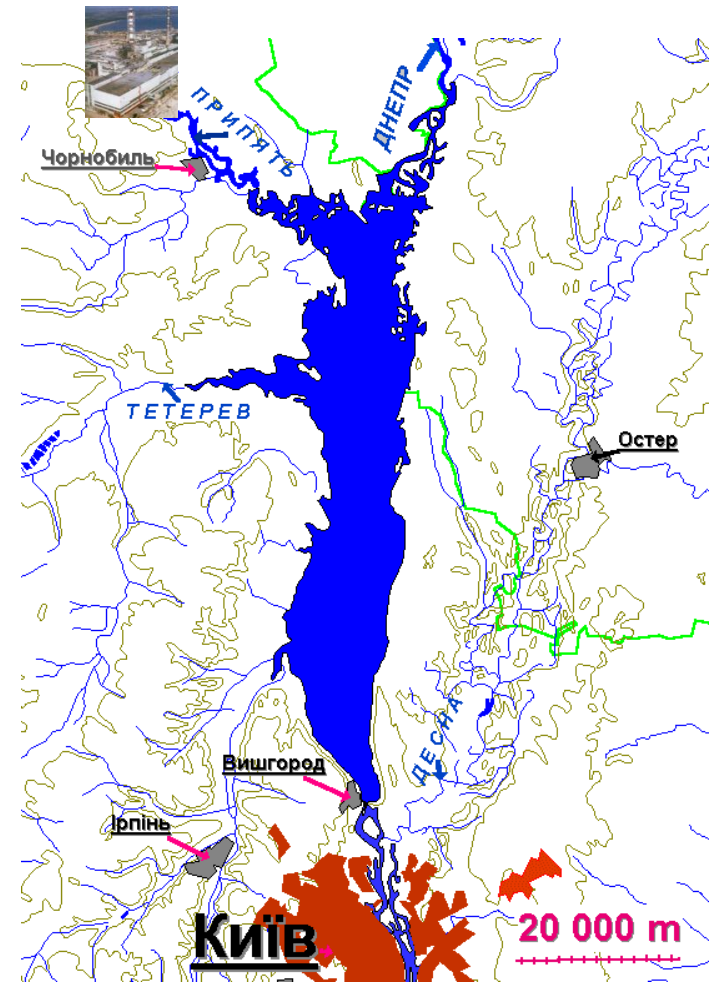 ПРИПЯТЬ
ДНЕПР
Чорнобиль
ТЕТЕРЕВ
Остер
ДЕСНА
Вишгород
Ірпінь
Київ
20 000 m